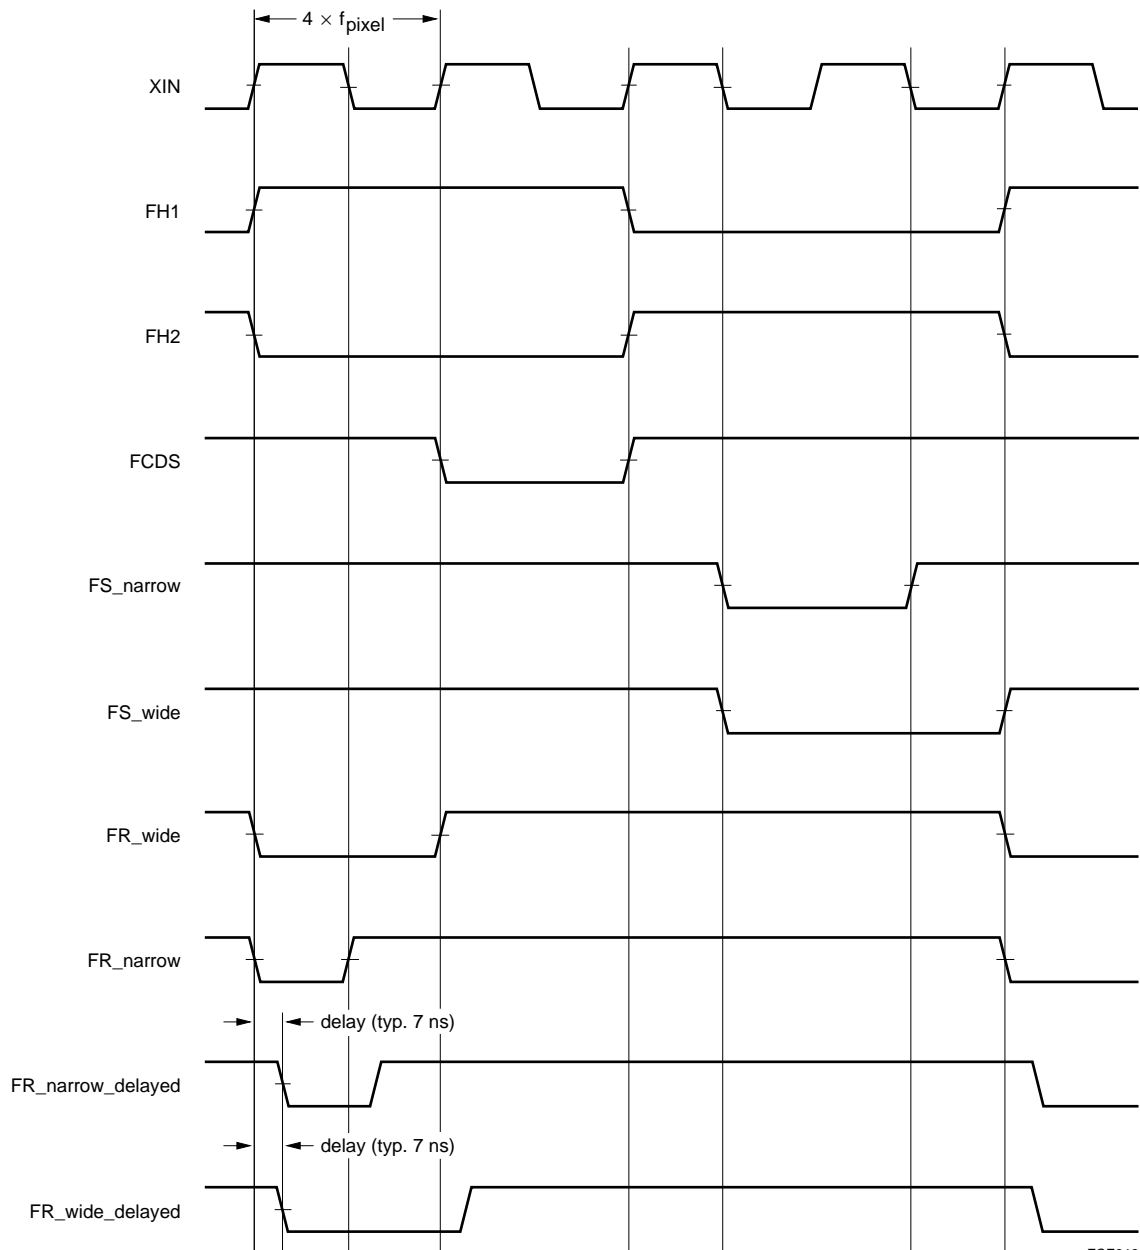 4 × fpixel
XIN
FH1
FH2
FCDS
FS_narrow
FS_wide
FR_wide
FR_narrow
delay (typ. 7 ns)
FR_narrow_delayed
delay (typ. 7 ns)
FR_wide_delayed